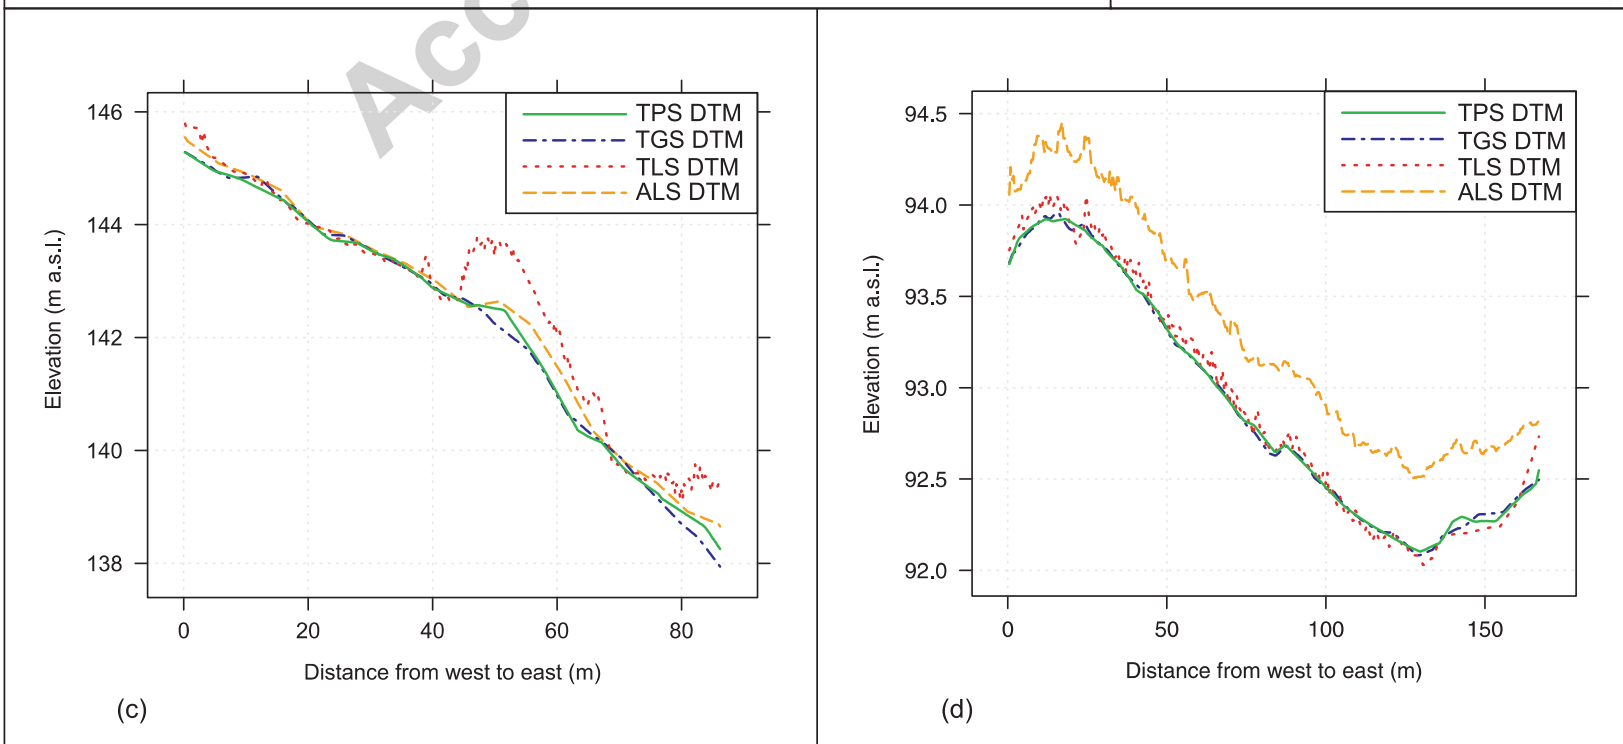 Acc
146
144
142
140
138
0
20
40
60
80
Elevation (m a.s.l.)
Distance from west to east (m)
TPS DTM
TGS DTM
TLS DTM
ALS DTM
(c)
94.5
94.0
93.5
93.0
92.5
92.0
0
50
100
150
Elevation (m a.s.l.)
Distance from west to east (m)
TPS DTM
TGS DTM
TLS DTM
ALS DTM
(d)